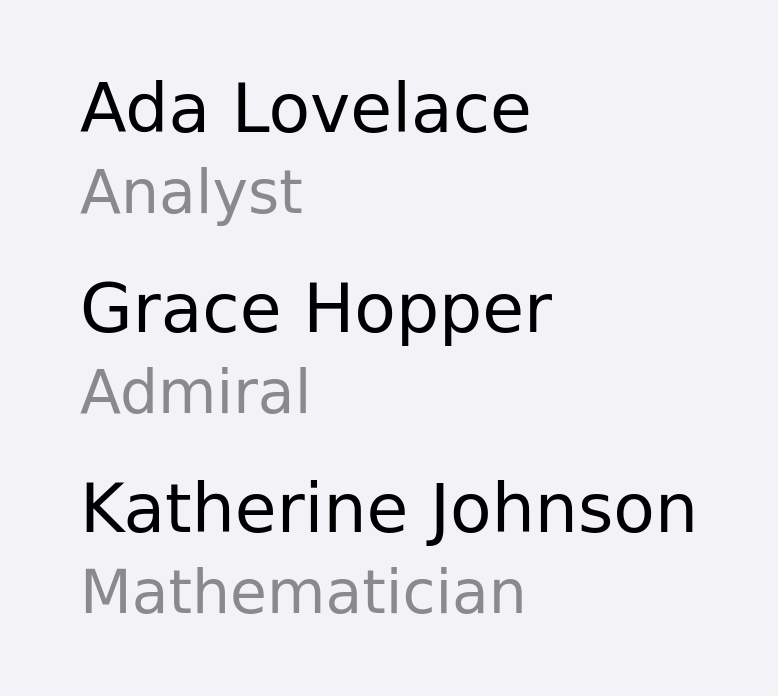 Ada Lovelace
Analyst
Grace Hopper
Admiral
Katherine Johnson
Mathematician